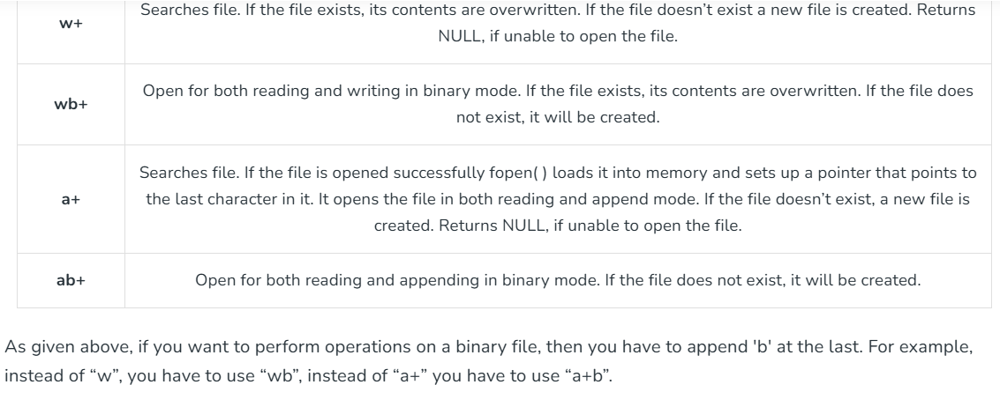 Searches file. If the file exists, its contents are overwritten. If the file doesn’t exist a new file is created. Returns
w+
NULL, if unable to open the file.
Open for both reading and writing in binary mode. If the file exists, its contents are overwritten. If the file does
wb+
not exist, it will be created.
Searches file. If the file is opened successfully fopen( ) loads it into memory and sets up a pointer that points to
a+
the last character in it. It opens the file in both reading and append mode. If the file doesn’t exist, a new file is
created. Returns NULL, if unable to open the file.
ab+
Open for both reading and appending in binary mode. If the file does not exist, it will be created.
As given above, if you want to perform operations on a binary file, then you have to append 'b' at the last. For example,
instead of “w”, you have to use “wb”, instead of “a+” you have to use “a+b”.